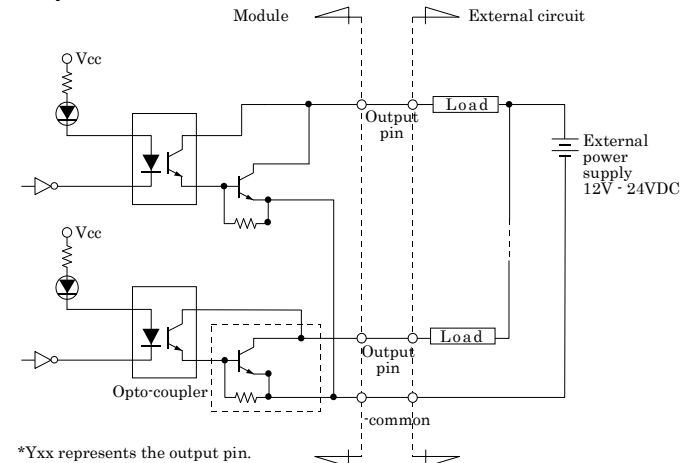 Module
External circuit
Vcc
Load
Output
pin
External
power
supply
12V - 24VDC
Vcc
Load
Output
pin
Opto-coupler
-common
*Yxx represents the output pin.